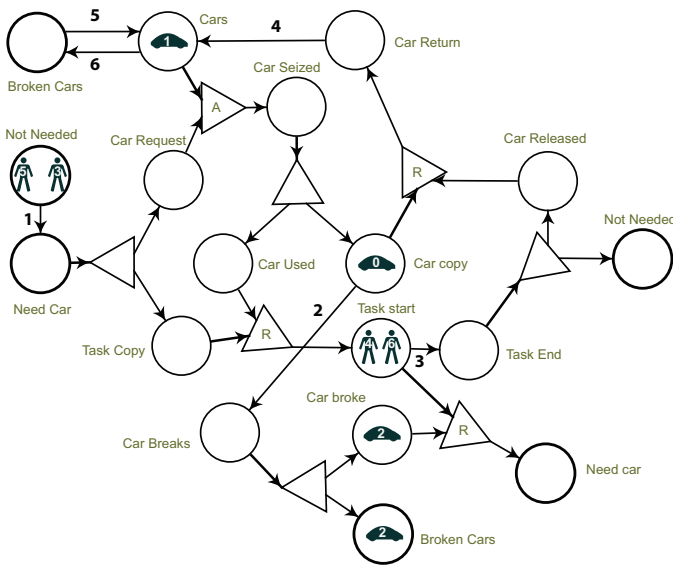 5
Cars
4
1
Car Return
6
Broken Cars
Car Seized
A
Not Needed
Car Request
Car Released
5 3
R
1
Not Needed
Car Used
0
Car copy
Need Car
2
Task start
R
4 6
Task Copy
3
Task End
Car broke
2
R
Car Breaks
Need car
2
Broken Cars